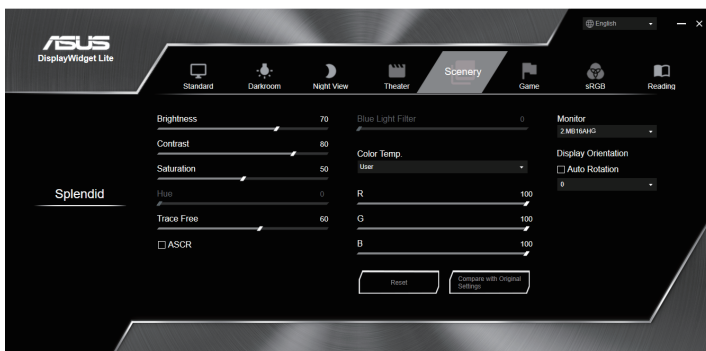 English
ASUS
DisplayWidget Lite
Standard
Darkroom
Night View
Theater
Scenery
Game
sRGB
Reading
Splendid
Brightness 70
Contrast 80
Saturation 50
Hue 0
Trace Free 60
ASCR
Blue Light Filter 0
Color Temp.
User
R 100
G 100
B 100
Reset
Compare with Original
Settings
Monitor
2.MB16AHG
Display Orientation
Auto Rotation
0